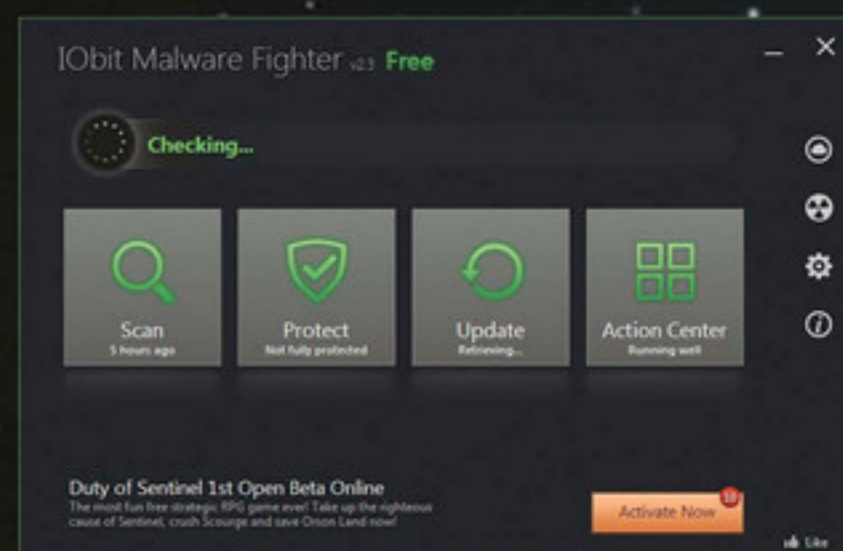 IObit Malware Fighter v2.3 Free
Checking...
Scan
5 hours ago
Protect
Not fully protected
Update
Retrieving...
Action Center
Running well
Duty of Sentinel 1st Open Beta Online
The most fun free strategic RPG game ever! Take up the righteous
cause of Sentinel, crush Scourge and save Orson Land now!
Activate Now
10
Like